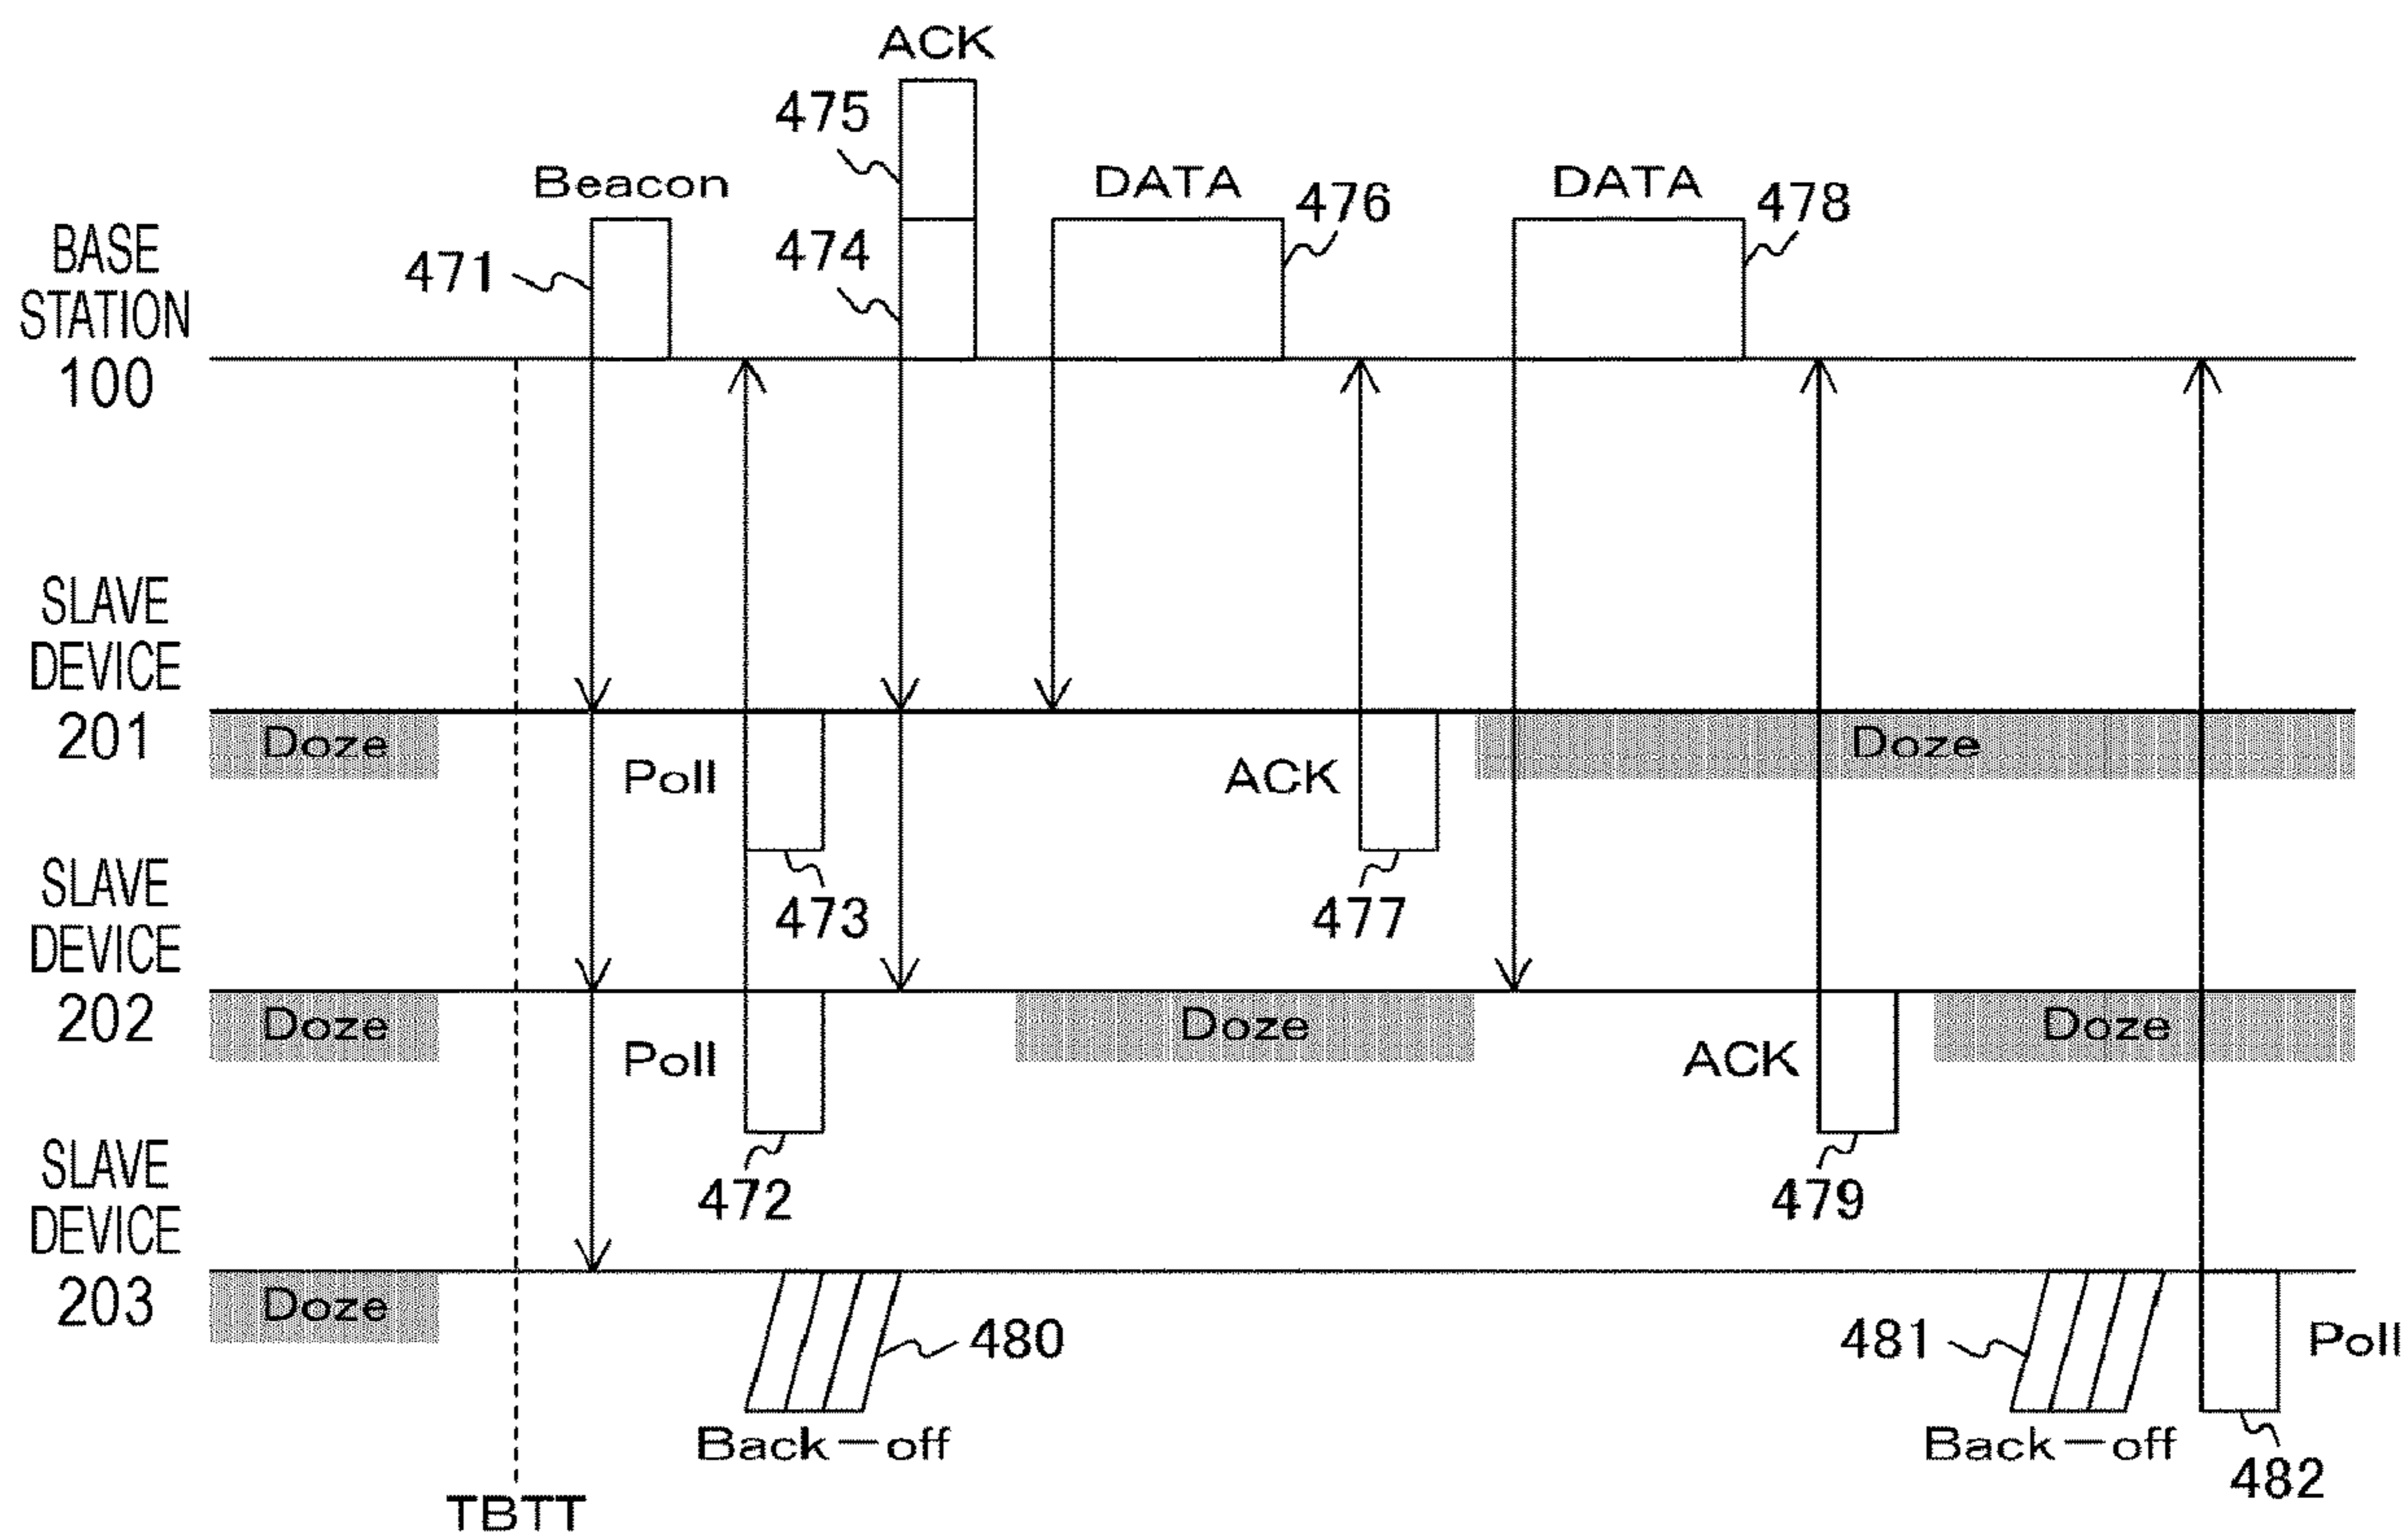 ACK
475
Beacon
DATA
476
DATA
478
BASE
STATION
100
471
474
SLAVE
DEVICE
201
Doze
Doze
Poll
ACK
473
477
SLAVE
DEVICE
202
Doze
Doze
Doze
Poll
ACK
472
479
SLAVE
DEVICE
203
Doze
480
481
Poll
Back-off
Back-off
482
TBTT